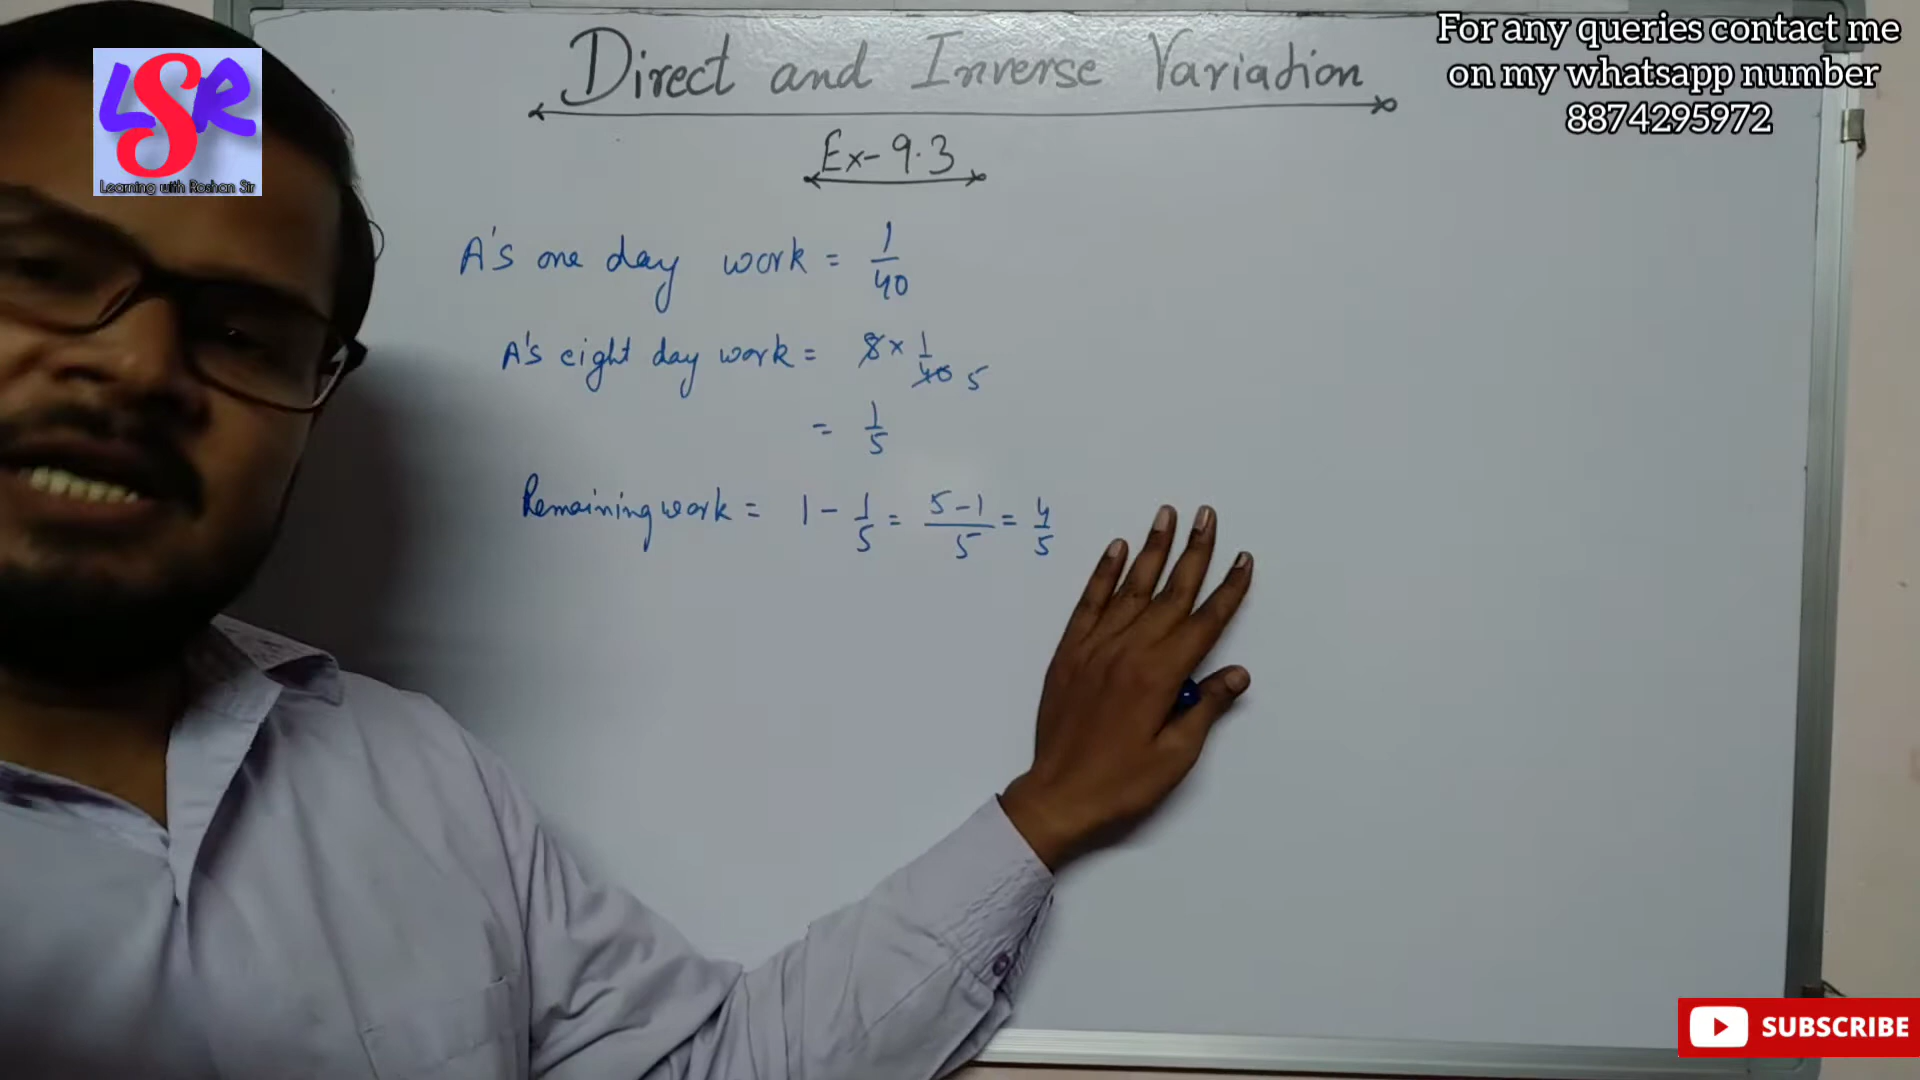 LSR
Learning with Roshan Sir
For any queries contact me
on my whatsapp number
8874295972
Direct and Inverse Variation
Ex-9.3
A's one day work = 1/40
A's eight day work = 8 × 1/40 5
= 1/5
Remaining work = 1 - 1/5 = 5-1/5 = 4/5
SUBSCRIBE